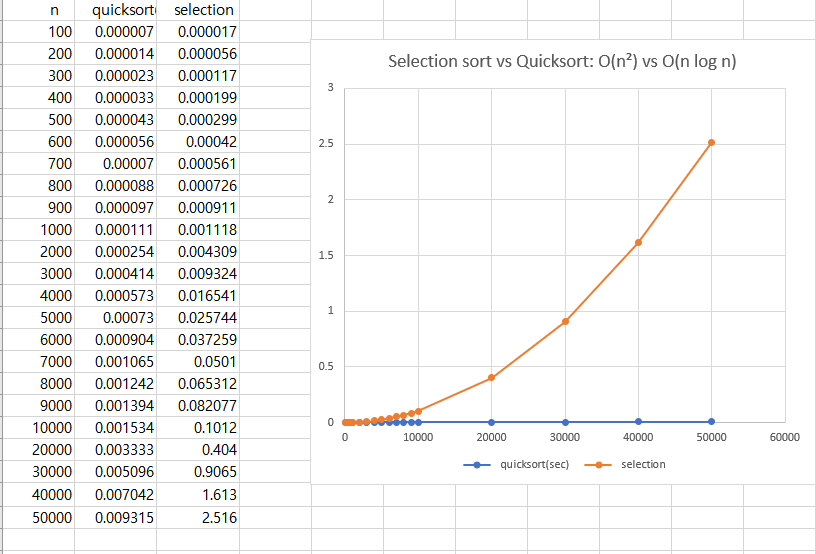 n quicksort( selection
100 0.000007 0.000017
200 0.000014 0.000056
300 0.000023 0.000117
400 0.000033 0.000199
500 0.000043 0.000299
600 0.000056 0.00042
700 0.00007 0.000561
800 0.000088 0.000726
900 0.000097 0.000911
1000 0.000111 0.001118
2000 0.000254 0.004309
3000 0.000414 0.009324
4000 0.000573 0.016541
5000 0.00073 0.025744
6000 0.000904 0.037259
7000 0.001065 0.0501
8000 0.001242 0.065312
9000 0.001394 0.082077
10000 0.001534 0.1012
20000 0.003333 0.404
30000 0.005096 0.9065
40000 0.007042 1.613
50000 0.009315 2.516
Selection sort vs Quicksort: O(n²) vs O(n log n)
3
2.5
2
1.5
1
0.5
0
0 10000 20000 30000 40000 50000 60000
quicksort(sec) selection